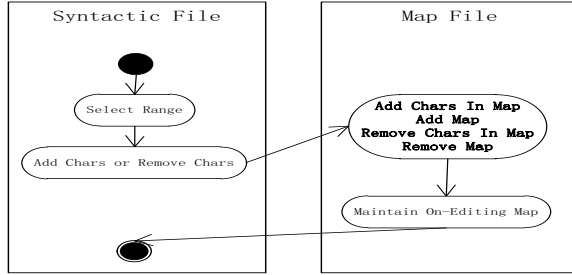 Syntactic File
Map File
Select Range
Add Chars or Remove Chars
Add Chars In Map
Add Map
Remove Chars In Map
Remove Map
Maintain On-Editing Map